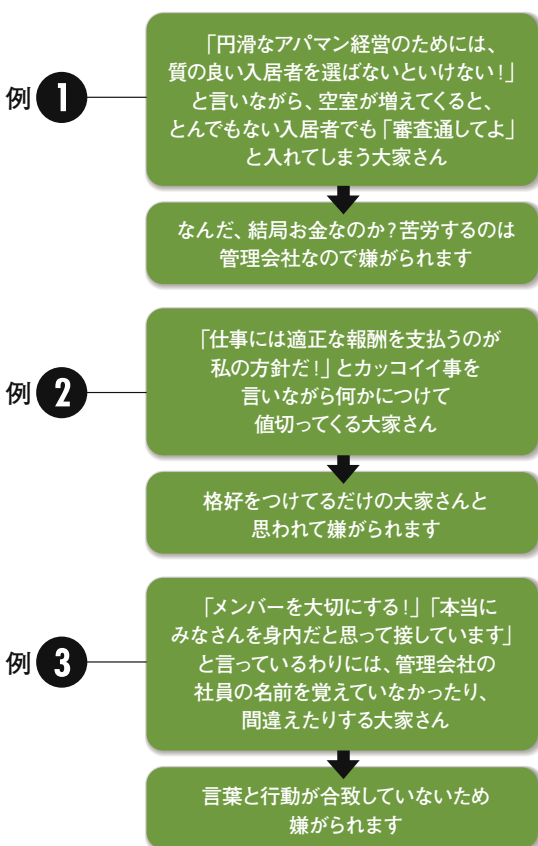 例 1
「円滑なアパマン経営のためには、
質の良い入居者を選ばないといけない!」
と言いながら、空室が増えてくると、
とんでもない入居者でも「審査通してよ」
と入れてしまう大家さん
なんだ、結局お金なのか?苦労するのは
管理会社なので嫌がられます
例 2
「仕事には適正な報酬を支払うのが
私の方針だ!」とカッコイイ事を
言いながら何かにつけて
値切ってくる大家さん
格好をつけてるだけの大家さんと
思われて嫌がられます
例 3
「メンバーを大切にする!」「本当に
みなさんを身内だと思って接しています」
と言っているわりには、管理会社の
社員の名前を覚えていなかったり、
間違えたりする大家さん
言葉と行動が合致していないため
嫌がられます